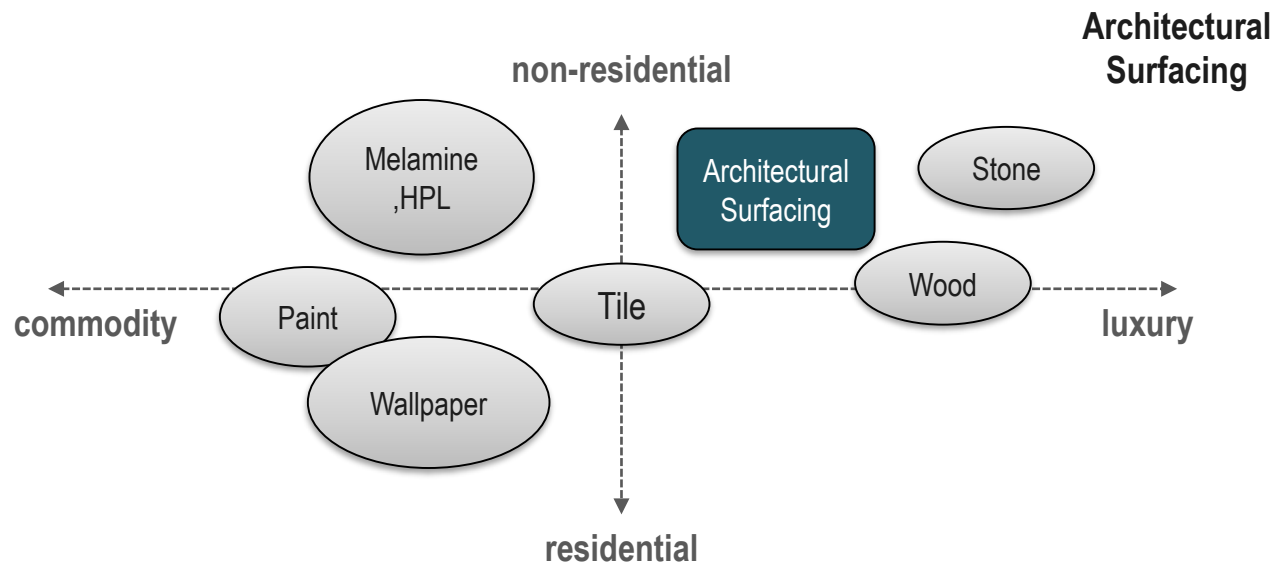 Architectural
Surfacing
non-residential
Melamine
,HPL
Architectural
Surfacing
Stone
Wood
Tile
Paint
commodity
luxury
Wallpaper
residential